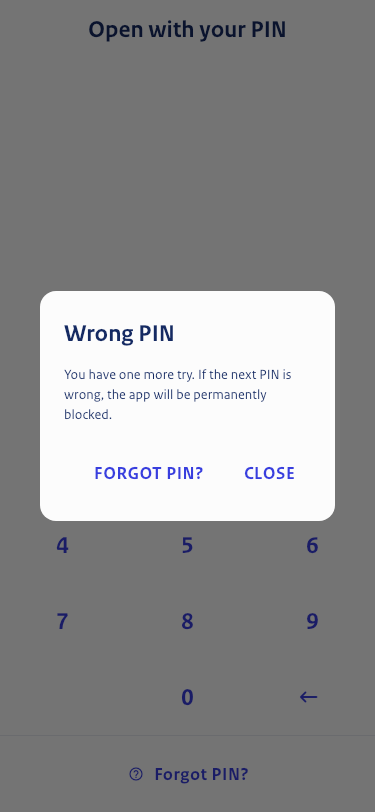 Open with your PIN
Wrong PIN
You have one more try. If the next PIN is
wrong, the app will be permanently
blocked.
FORGOT PIN? CLOSE
4 5 6
7 8 9
0 ←
Forgot PIN?